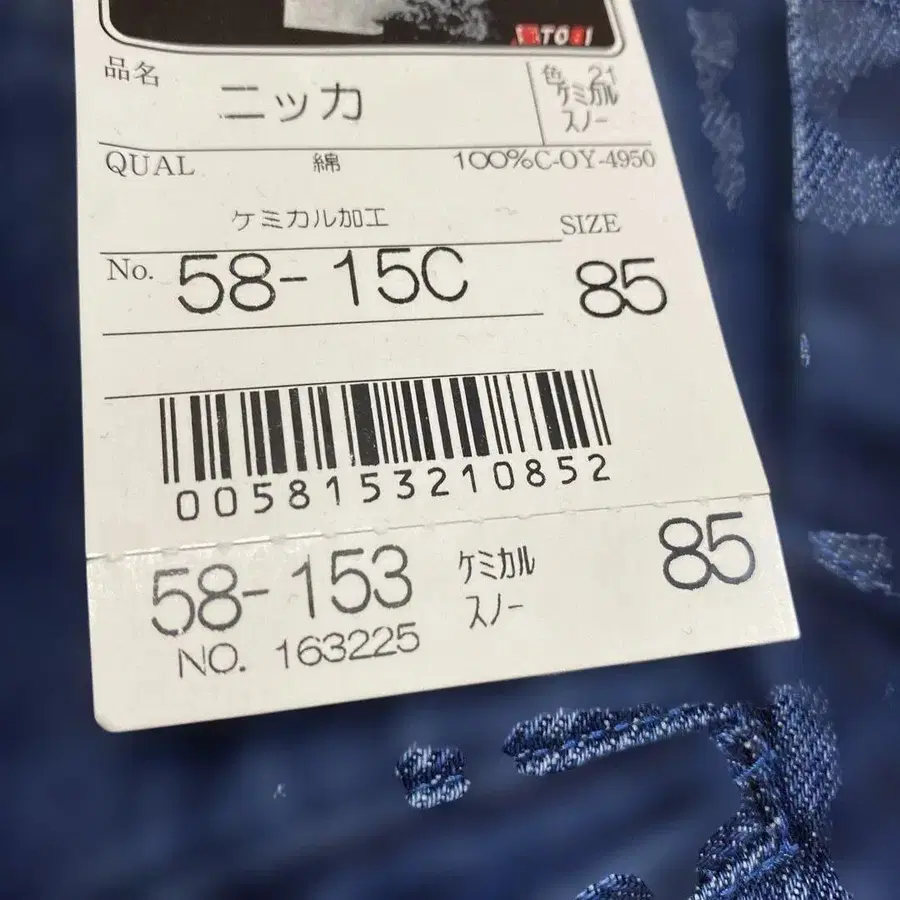 TOBI
品名 ニッカ 色 21
ケミカル
スノー
QUAL 綿 100%C-OY-4950
ケミカル加工
SIZE
No. 58-15C 85
0058153210852
58-153 ケミカル 85
スノー
NO. 163225